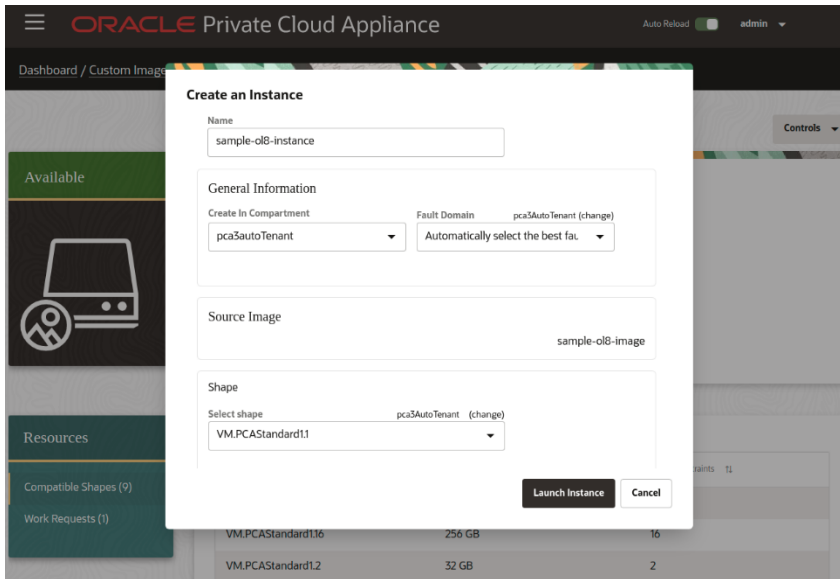 ORACLE Private Cloud Appliance
Auto Reload
admin
Dashboard / Custom Image
Controls
Available
Create an Instance
Name
sample-ol8-instance
General Information
Create In Compartment
Fault Domain
pca3AutoTenant (change)
pca3autoTenant
Automatically select the best fau
Source Image
sample-ol8-image
Shape
Select shape
pca3AutoTenant (change)
VM.PCAStandard1.1
Launch Instance
Cancel
Resources
Compatible Shapes (9)
Work Requests (1)
raints
VM.PCAStandard1.16 256 GB 16
VM.PCAStandard1.2 32 GB 2